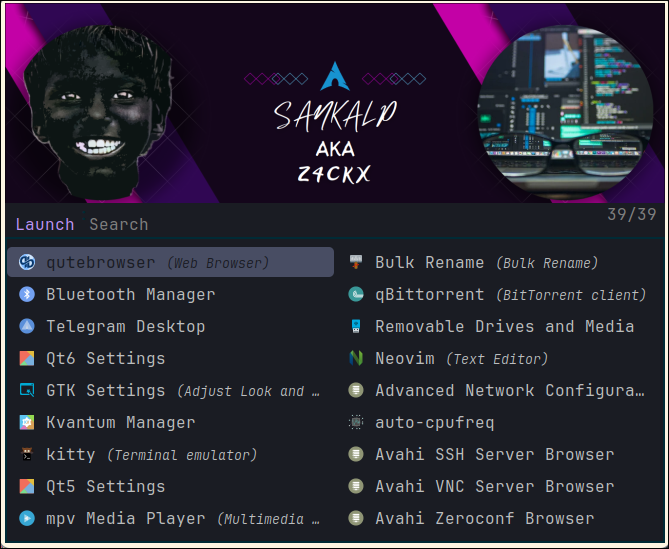 SANKALP
AKA
Z4CKX
39/39
Launch Search
qutebrowser (Web Browser)
Bluetooth Manager
Telegram Desktop
Qt6 Settings
GTK Settings (Adjust Look and …
Kvantum Manager
kitty (Terminal emulator)
Qt5 Settings
mpv Media Player (Multimedia …
Bulk Rename (Bulk Rename)
qBittorrent (BitTorrent client)
Removable Drives and Media
Neovim (Text Editor)
Advanced Network Configura…
auto-cpufreq
Avahi SSH Server Browser
Avahi VNC Server Browser
Avahi Zeroconf Browser